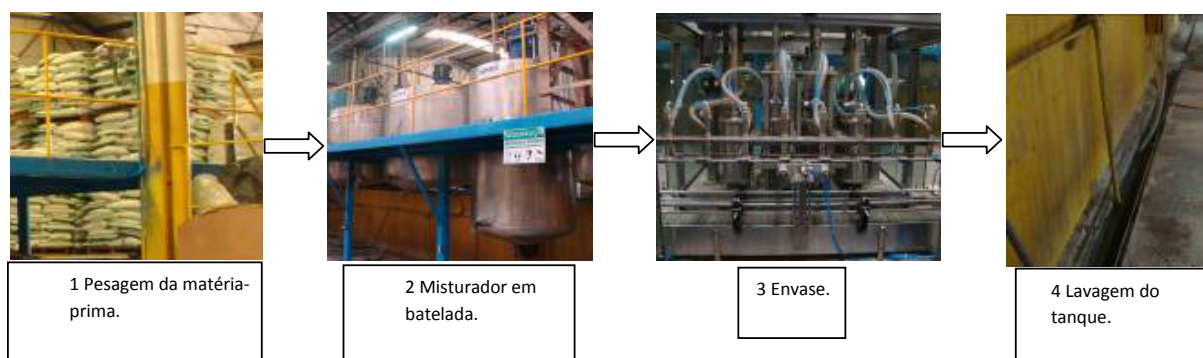 1 Pesagem da matéria-
prima.
2 Misturador em
batelada.
3 Envase.
4 Lavagem do
tanque.